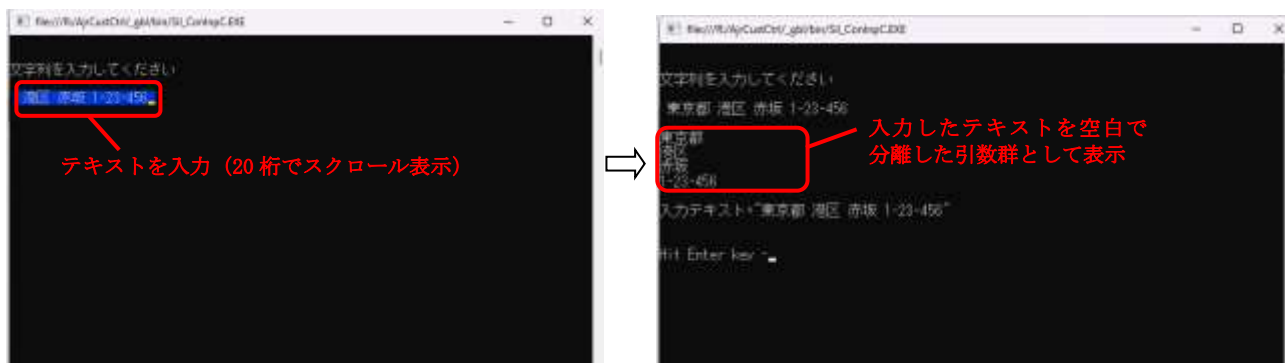 文字列を入力してください
港区 赤坂 1-23-456
テキストを入力（20 桁でスクロール表示）
文字列を入力してください
東京都 港区 赤坂 1-23-456
東京都
港区
赤坂
1-23-456
入力したテキストを空白で
分離した引数群として表示
入力テキスト="東京都 港区 赤坂 1-23-456"
Hit Enter key -